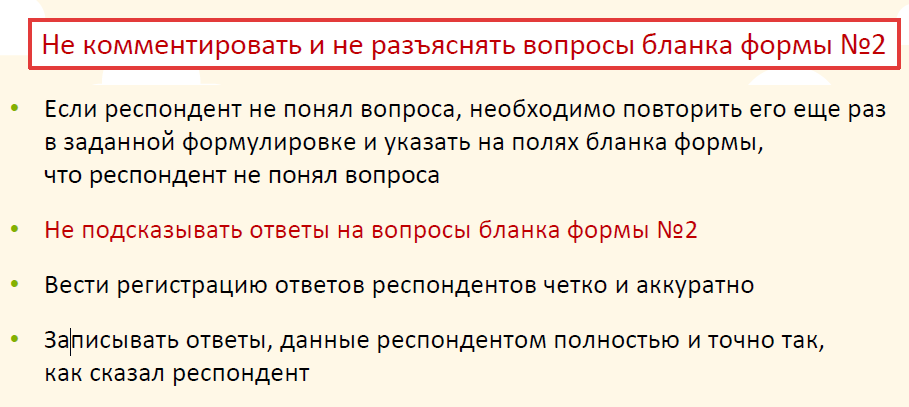 Не комментировать и не разъяснять вопросы бланка формы №2
• Если респондент не понял вопроса, необходимо повторить его еще раз
в заданной формулировке и указать на полях бланка формы,
что респондент не понял вопроса
• Не подсказывать ответы на вопросы бланка формы №2
• Вести регистрацию ответов респондентов четко и аккуратно
• Записывать ответы, данные респондентом полностью и точно так,
как сказал респондент